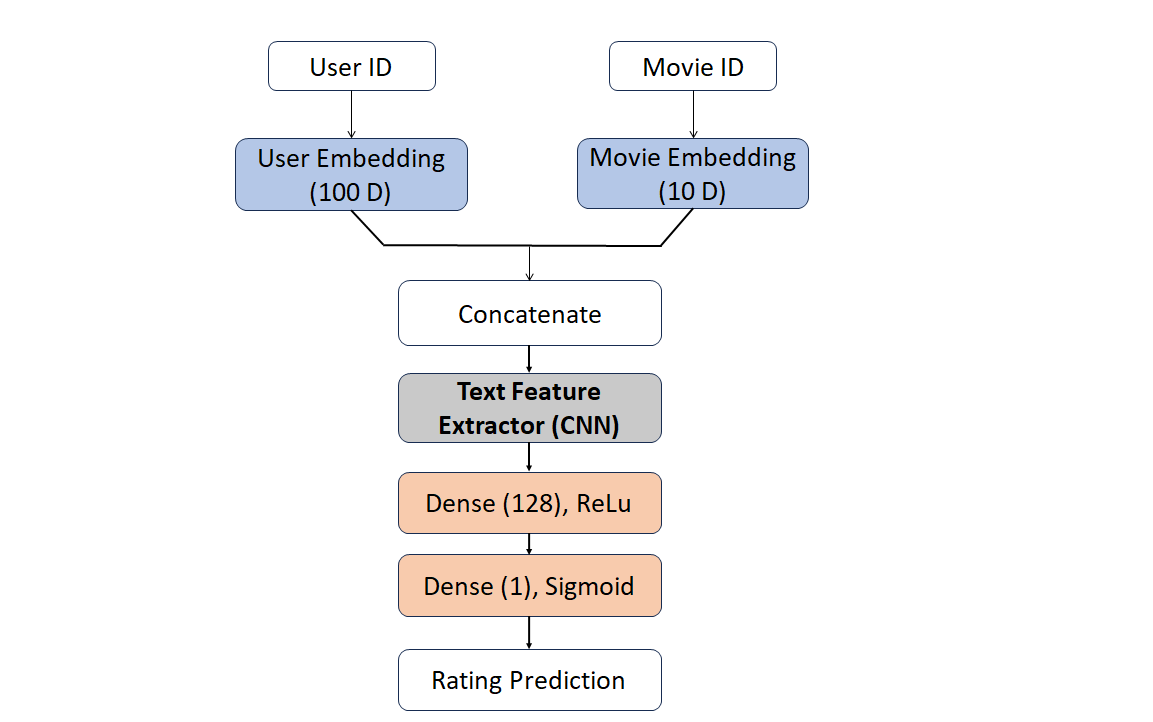 User ID
Movie ID
User Embedding
(100 D)
Movie Embedding
(10 D)
Concatenate
Text Feature
Extractor (CNN)
Dense (128), ReLu
Dense (1), Sigmoid
Rating Prediction